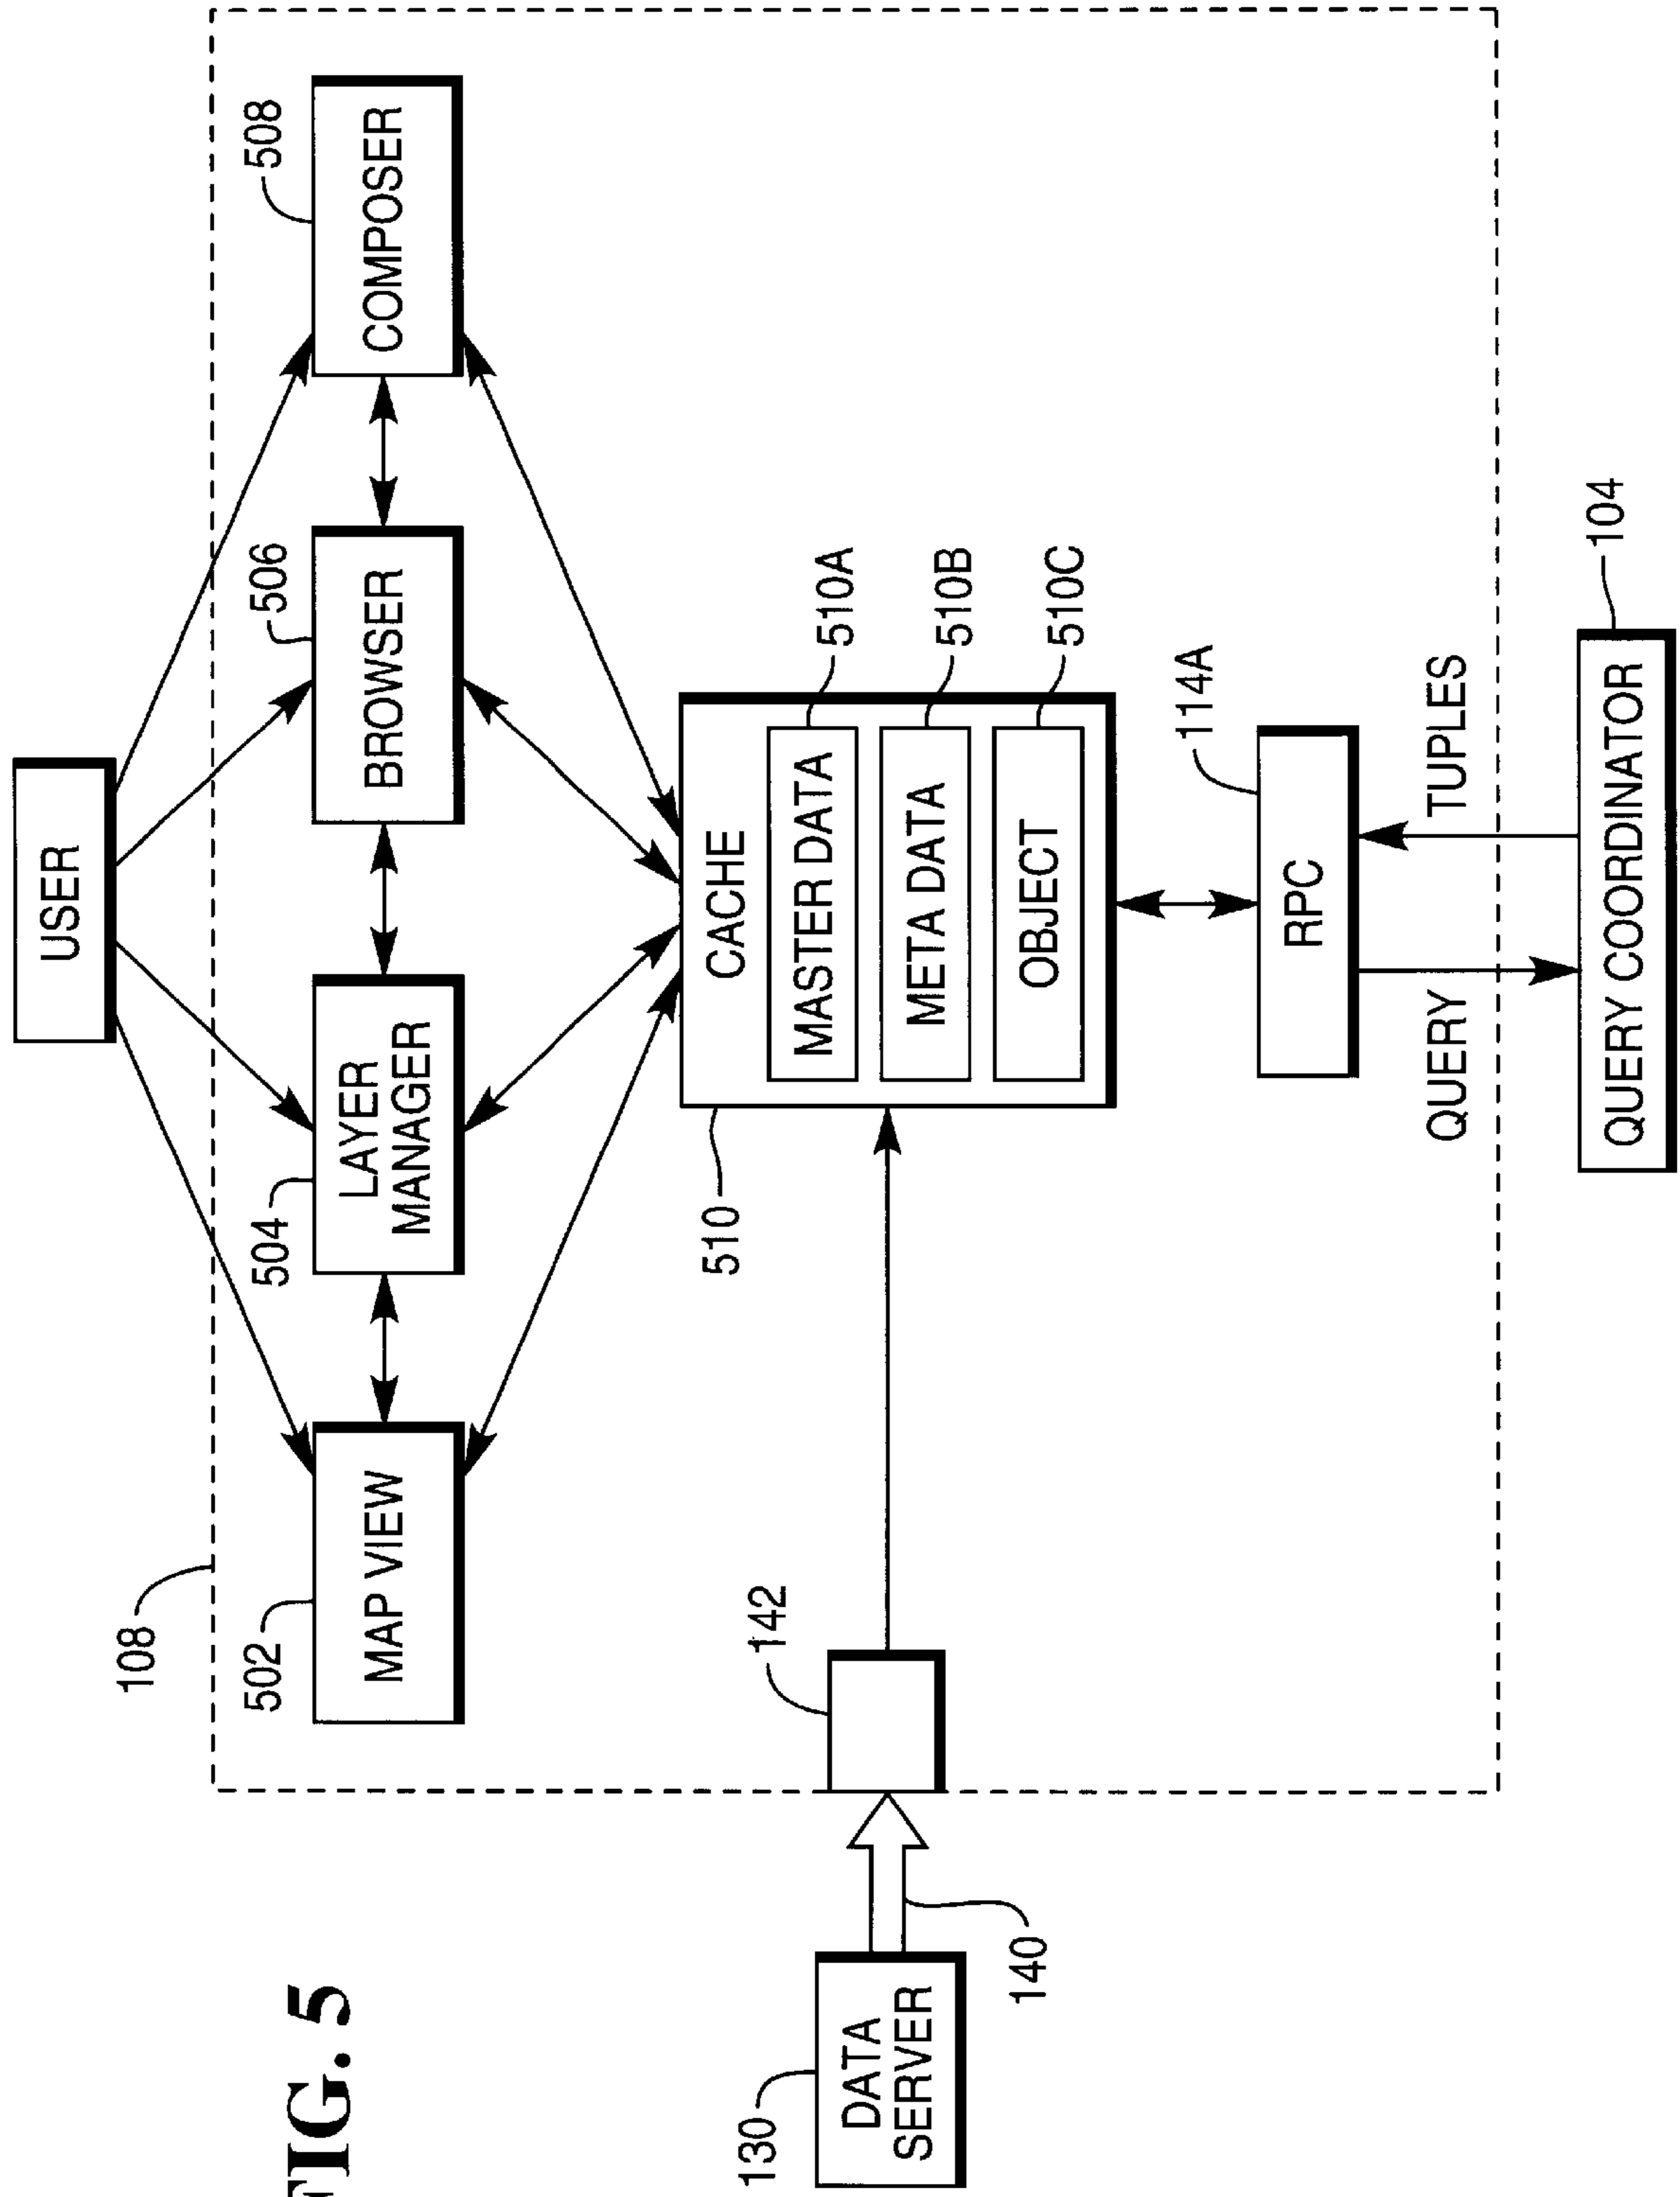 FIG. 5
USER
108
502
MAP VIEW
504
LAYER
MANAGER
506
BROWSER
508
COMPOSER
510
CACHE
MASTER DATA
510A
META DATA
510B
OBJECT
510C
142
130
DATA
SERVER
140
114A
RPC
QUERY
TUPLES
QUERY COORDINATOR
104